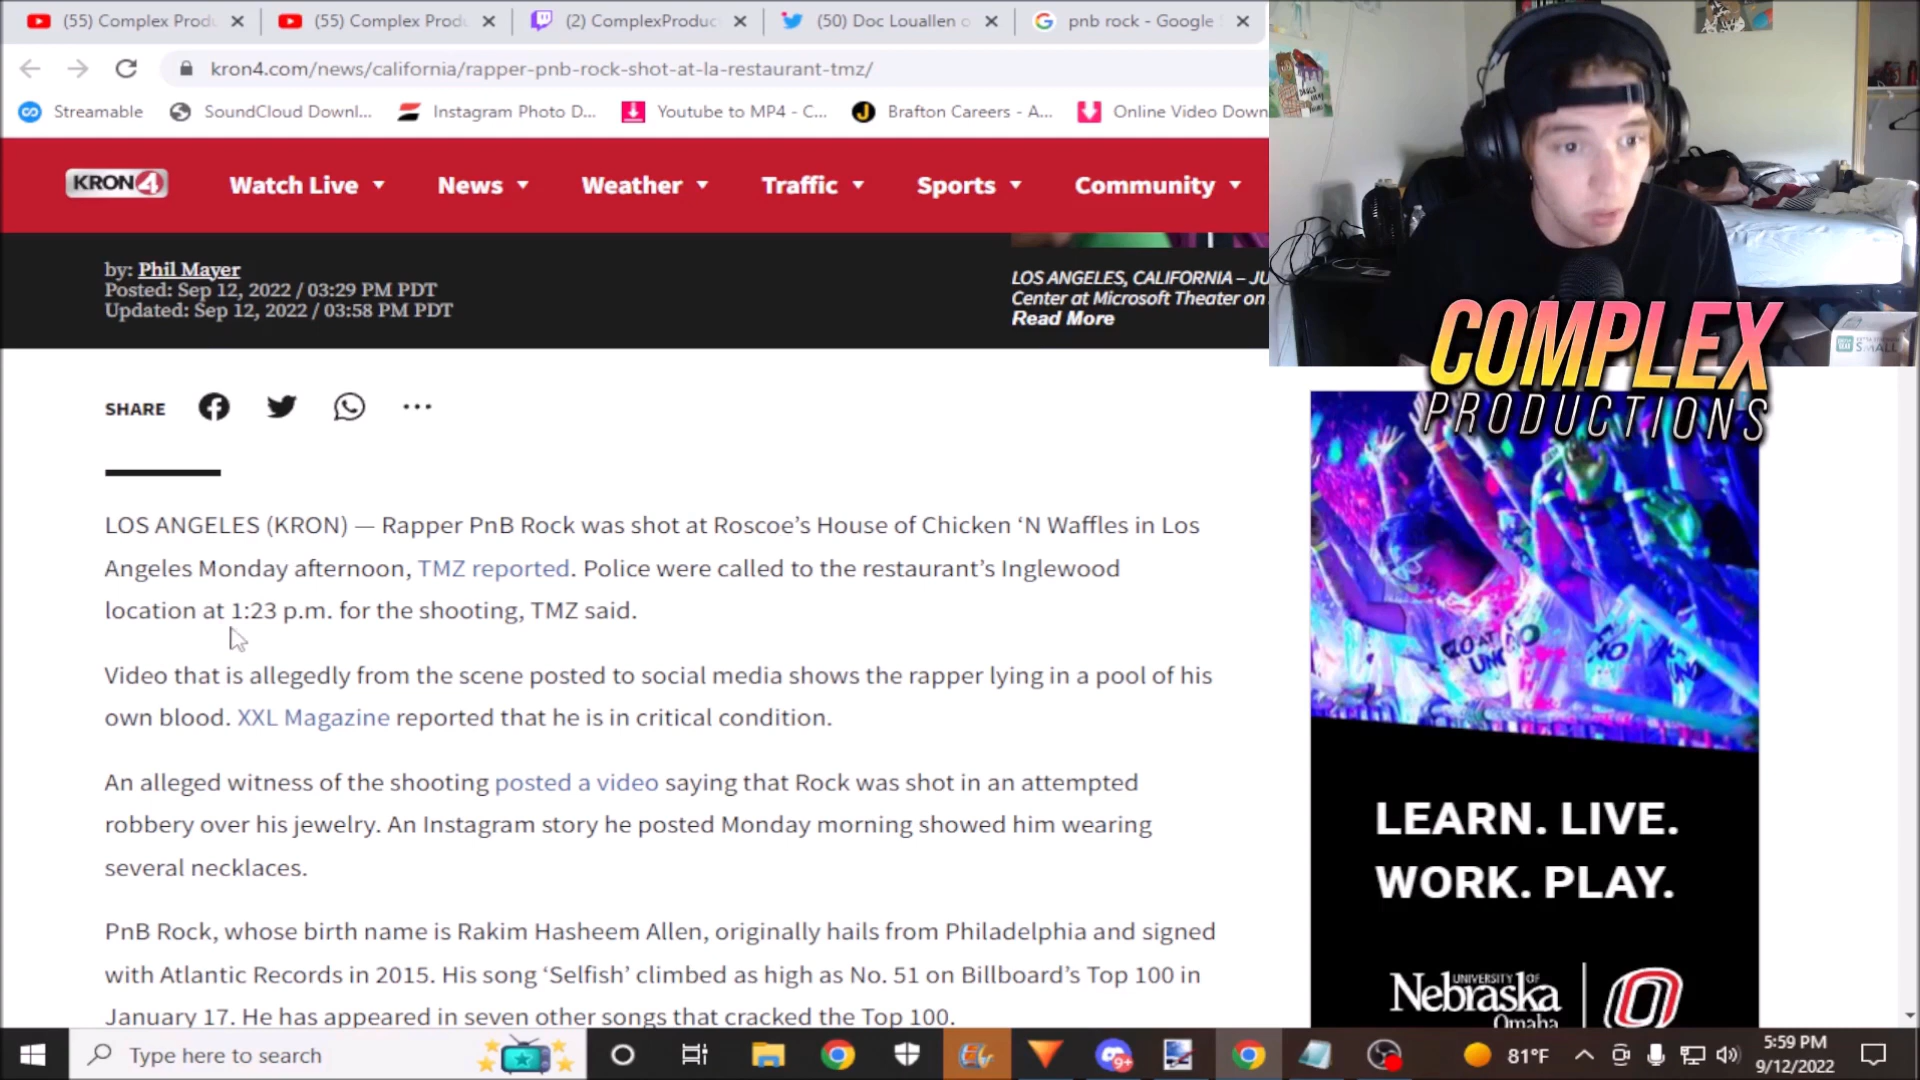 (55) Complex Prod
(55) Complex Produ
(2) ComplexProduc
(50) Doc Louallen o
pnb rock - Google S
kron4.com/news/california/rapper-pnb-rock-shot-at-la-restaurant-tmz/
Streamable
SoundCloud Downl...
Instagram Photo D...
Youtube to MP4 - C...
Brafton Careers - A...
Online Video Down
KRON4
Watch Live
News
Weather
Traffic
Sports
Community
by: Phil Mayer
Posted: Sep 12, 2022 / 03:29 PM PDT
Updated: Sep 12, 2022 / 03:58 PM PDT
LOS ANGELES, CALIFORNIA – JU
Center at Microsoft Theater on
Read More
SMALL
COMPLEX
PRODUCTIONS
SHARE
LOS ANGELES (KRON) — Rapper PnB Rock was shot at Roscoe’s House of Chicken ‘N Waffles in Los
Angeles Monday afternoon, TMZ reported. Police were called to the restaurant’s Inglewood
location at 1:23 p.m. for the shooting, TMZ said.
Video that is allegedly from the scene posted to social media shows the rapper lying in a pool of his
own blood. XXL Magazine reported that he is in critical condition.
An alleged witness of the shooting posted a video saying that Rock was shot in an attempted
robbery over his jewelry. An Instagram story he posted Monday morning showed him wearing
several necklaces.
PnB Rock, whose birth name is Rakim Hasheem Allen, originally hails from Philadelphia and signed
with Atlantic Records in 2015. His song ‘Selfish’ climbed as high as No. 51 on Billboard’s Top 100 in
January 17. He has appeared in seven other songs that cracked the Top 100.
LEARN. LIVE.
WORK. PLAY.
UNIVERSITY OF
Nebraska
Omaha
O
Type here to search
9+
81°F
5:59 PM
9/12/2022